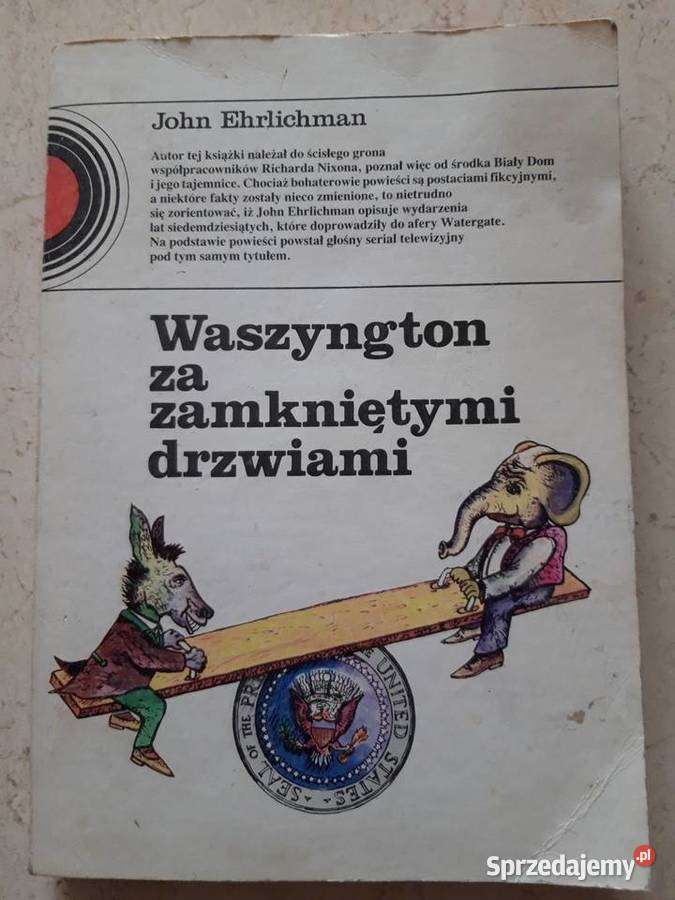 John Ehrlichman
Autor tej książki należał do ścisłego grona
współpracowników Richarda Nixona, poznał więc od środka Biały Dom
i jego tajemnice. Chociaż bohaterowie powieści są postaciami fikcyjnymi,
a niektóre fakty zostały nieco zmienione, to nietrudno
się zorientować, iż John Ehrlichman opisuje wydarzenia
lat siedemdziesiątych, które doprowadziły do afery Watergate.
Na podstawie powieści powstał głośny serial telewizyjny
pod tym samym tytułem.
Waszyngton
za
zamkniętymi
drzwiami
SEAL OF THE PR E UNITED STATES
Sprzedajemy.pl